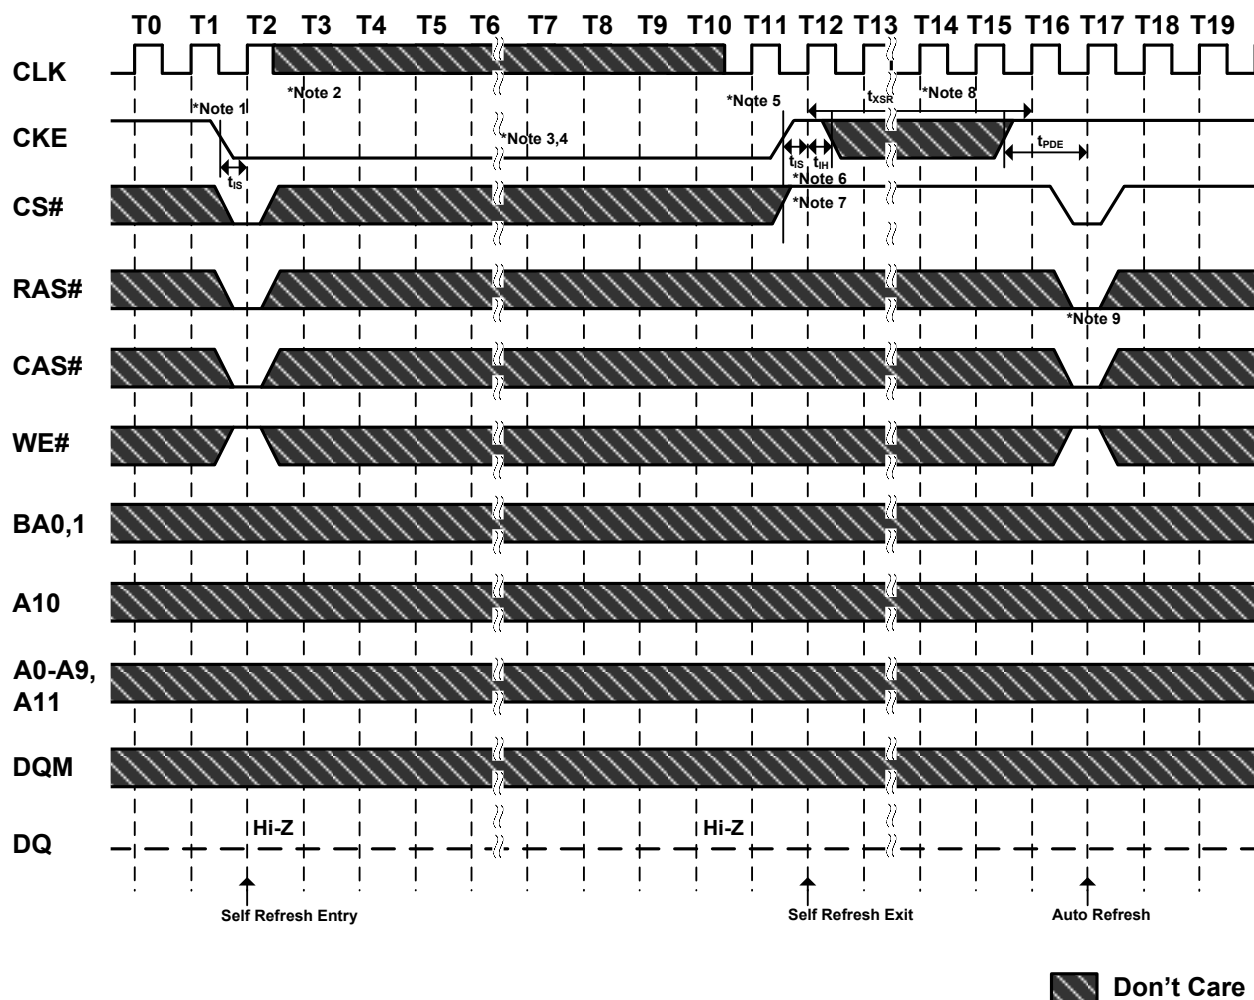 T0 T1 T2 T3 T4 T5 T6 T7 T8 T9 T10 T11 T12 T13 T14 T15 T16 T17 T18 T19
CLK
*Note 2
*Note 5
tXSR
*Note 8
*Note 1
CKE
*Note 3,4
tPDE
tIS
tIS
tIH
*Note 6
CS#
*Note 7
RAS#
*Note 9
CAS#
WE#
BA0,1
A10
A0-A9,
A11
DQM
Hi-Z
Hi-Z
DQ
Self Refresh Entry
Self Refresh Exit
Auto Refresh
Don't Care